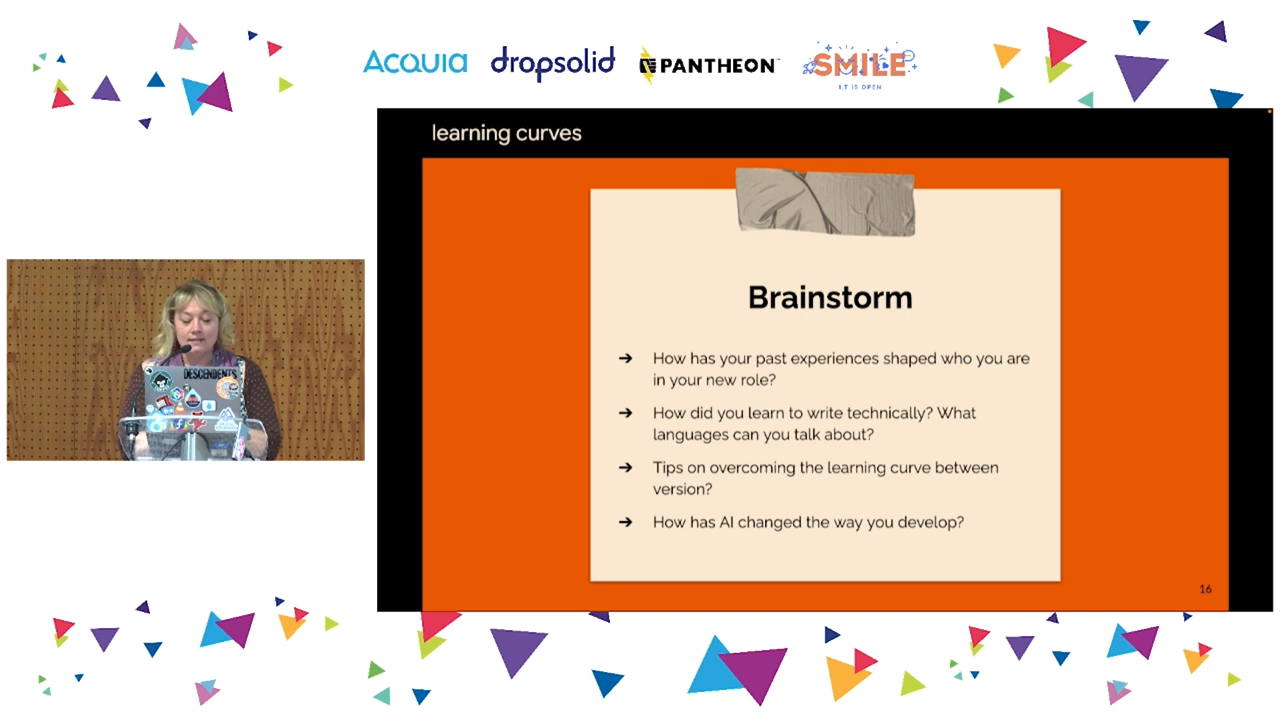 Acquia
dropsolid
PANTHEON
SMILE
I.T IS OPEN
learning curves
Brainstorm
➔ How has your past experiences shaped who you are
in your new role?
➔ How did you learn to write technically? What
languages can you talk about?
➔ Tips on overcoming the learning curve between
version?
➔ How has AI changed the way you develop?
16
DESCENDENTS